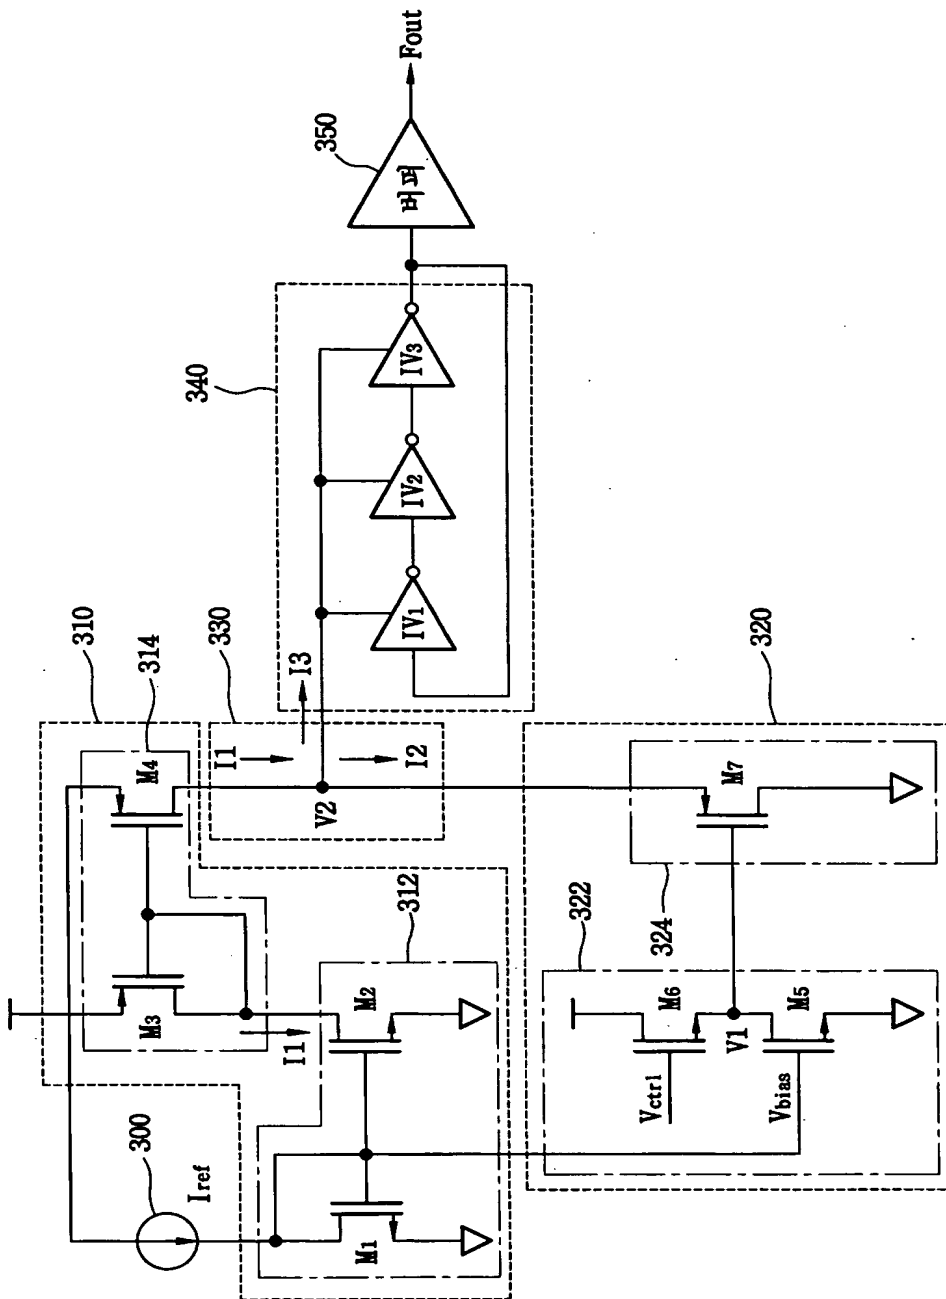 300
Iref
310
314
M3
M4
I1
312
M1
M2
330
I1
I3
V2
I2
340
IV1
IV2
IV3
350
버퍼
Fout
320
322
Vctrl
M6
V1
Vbias
M5
324
M7